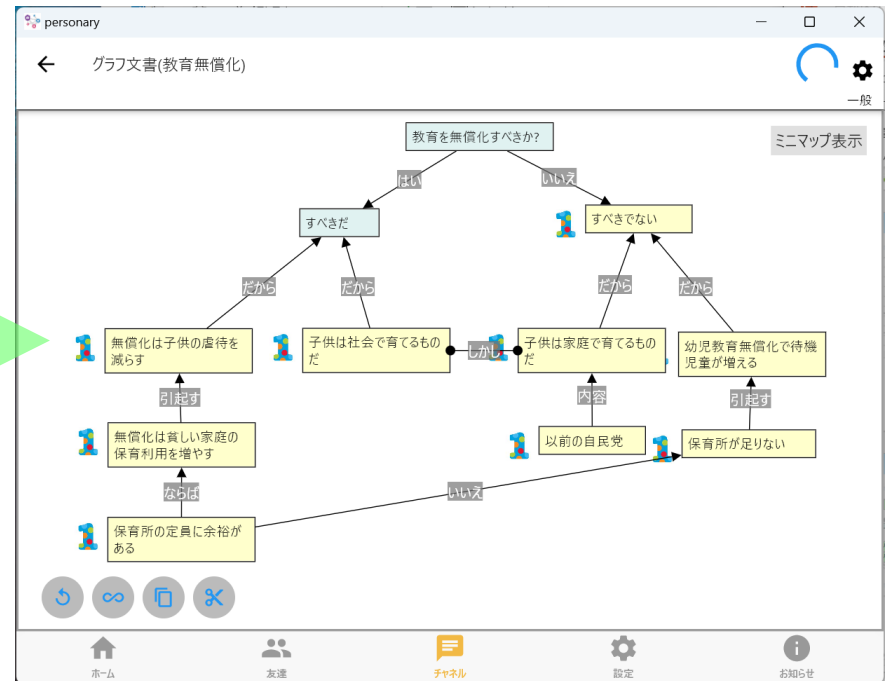 personary
グラフ文書(教育無償化)
一般
教育を無償化すべきか?
ミニマップ表示
はい
いいえ
すべきだ
すべきでない
だから
だから
だから
だから
無償化は子供の虐待を
減らす
子供は社会で育てるもの
だ
しかし
子供は家庭で育てるもの
だ
幼児教育無償化で待機
児童が増える
引起す
内容
引起す
無償化は貧しい家庭の
保育利用を増やす
以前の自民党
保育所が足りない
ならば
いいえ
保育所の定員に余裕が
ある
ホーム
友達
チャネル
設定
お知らせ